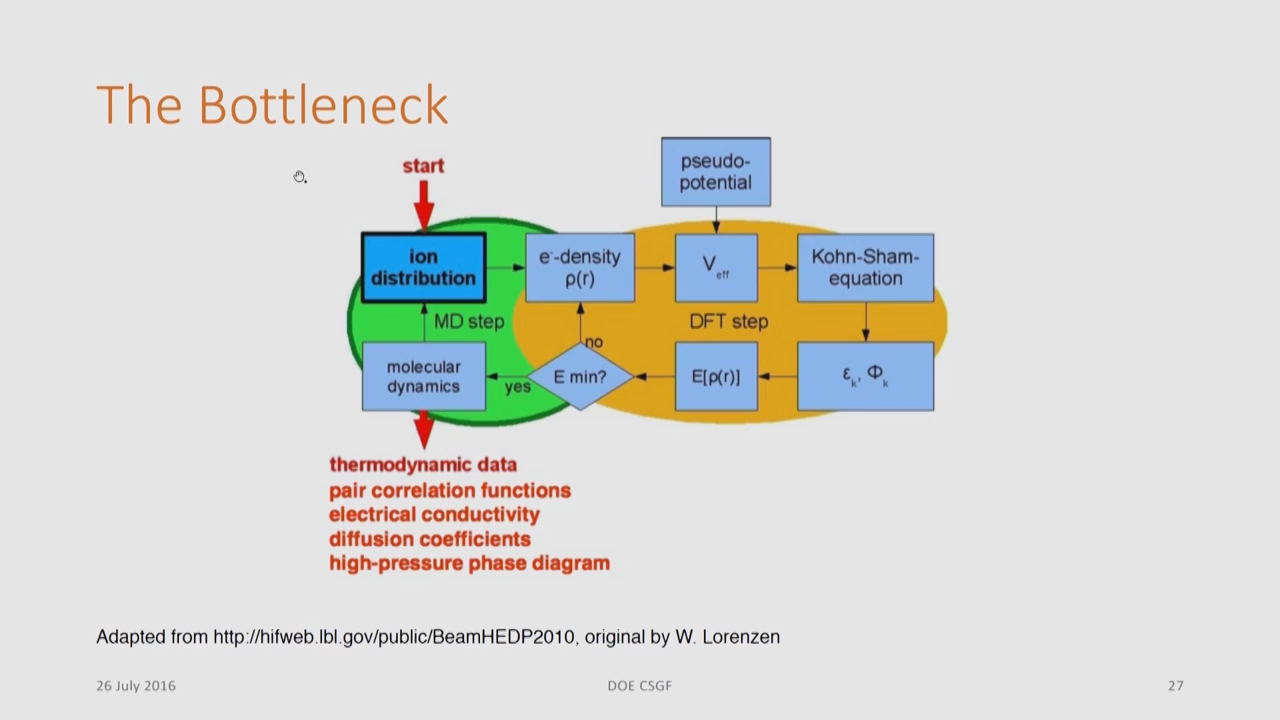 The Bottleneck
start
pseudo-
potential
ion
distribution
e⁻-density
ρ(r)
V_eff
Kohn-Sham-
equation
MD step
DFT step
no
molecular
dynamics
yes
E min?
E[ρ(r)]
ε_k, Φ_k
thermodynamic data
pair correlation functions
electrical conductivity
diffusion coefficients
high-pressure phase diagram
Adapted from http://hifweb.lbl.gov/public/BeamHEDP2010, original by W. Lorenzen
26 July 2016
DOE CSGF
27